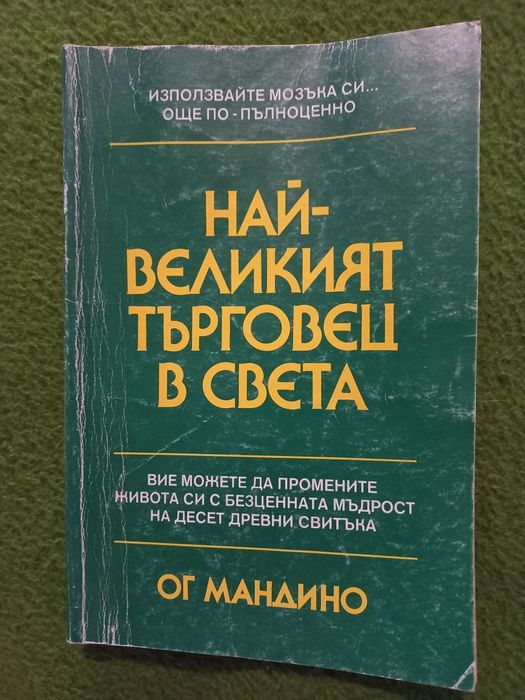 ИЗПОЛЗВАЙТЕ МОЗЪКА СИ...
ОЩЕ ПО - ПЪЛНОЦЕННО
НАЙ-
ВЕЛИКИЯТ
ТЪРГОВЕЦ
В СВЕТА
ВИЕ МОЖЕТЕ ДА ПРОМЕНИТЕ
ЖИВОТА СИ С БЕЗЦЕННАТА МЪДРОСТ
НА ДЕСЕТ ДРЕВНИ СВИТЪКА
ОГ МАНДИНО